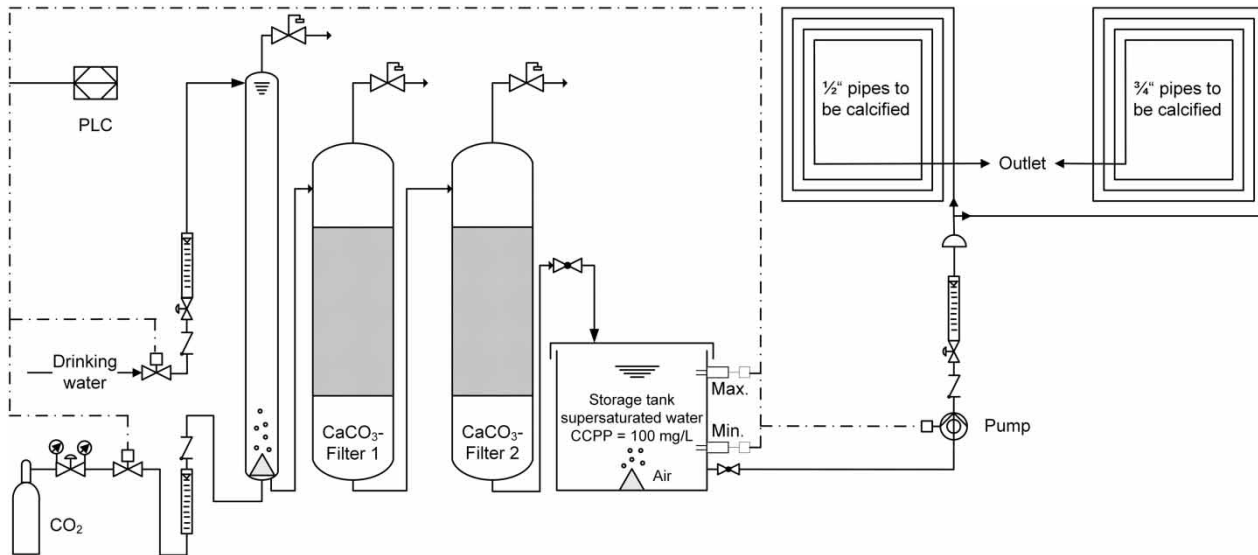 PLC
½“ pipes to
be calcified
¾“ pipes to
be calcified
Outlet
Drinking
water
CaCO₃-
Filter 1
CaCO₃-
Filter 2
Storage tank
supersaturated water
CCPP = 100 mg/L
Air
Max.
Min.
Pump
CO₂